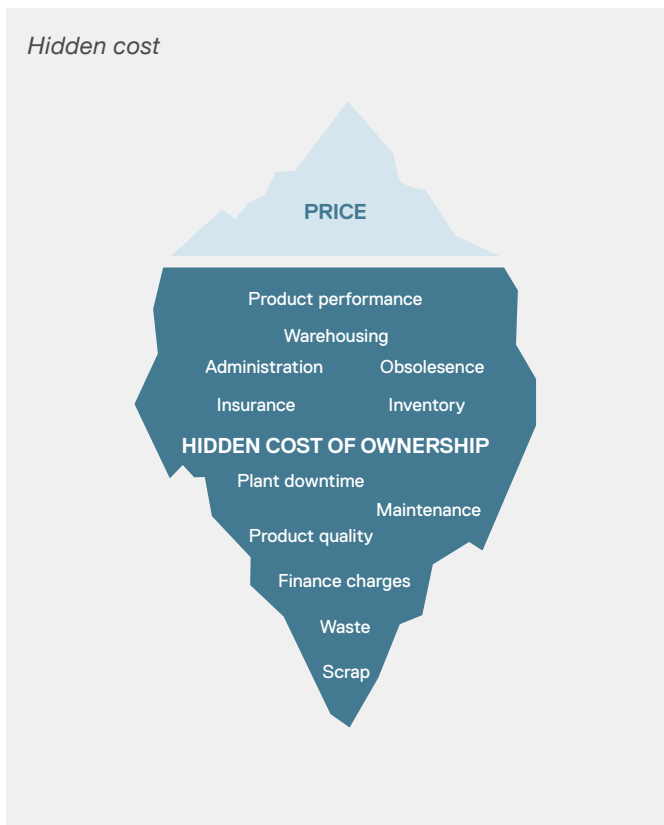 Hidden cost
PRICE
Product performance
Warehousing
Administration Obsolesence
Insurance Inventory
HIDDEN COST OF OWNERSHIP
Plant downtime
Maintenance
Product quality
Finance charges
Waste
Scrap